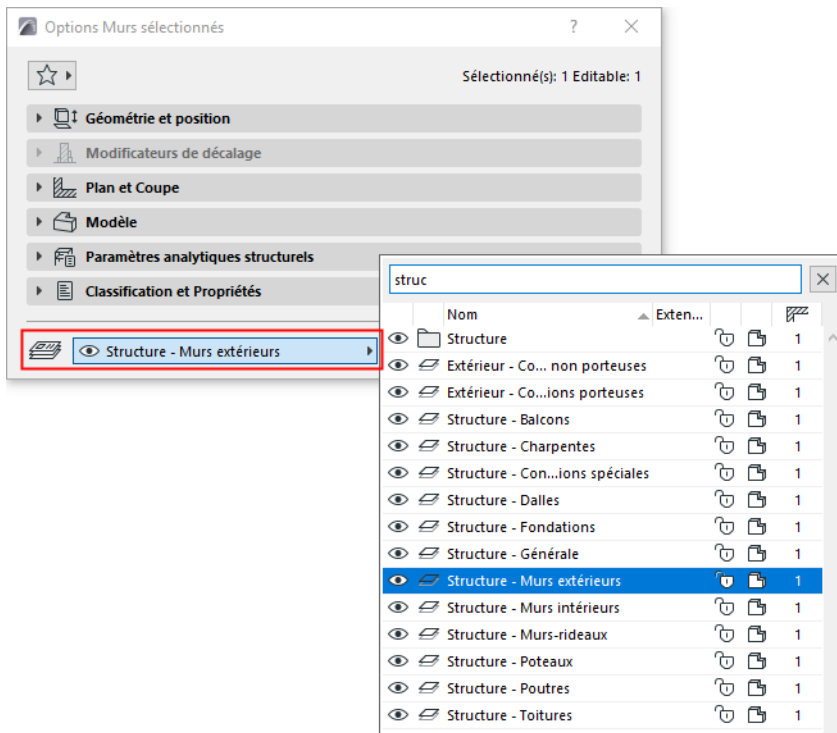 Options Murs sélectionnés
?
Sélectionné(s): 1 Editable: 1
Géométrie et position
Modificateurs de décalage
Plan et Coupe
Modèle
Paramètres analytiques structurels
Classification et Propriétés
Structure - Murs extérieurs
struc
Nom Exten...
Structure 1
Extérieur - Co... non porteuses 1
Extérieur - Co...ions porteuses 1
Structure - Balcons 1
Structure - Charpentes 1
Structure - Con...ions spéciales 1
Structure - Dalles 1
Structure - Fondations 1
Structure - Générale 1
Structure - Murs extérieurs 1
Structure - Murs intérieurs 1
Structure - Murs-rideaux 1
Structure - Poteaux 1
Structure - Poutres 1
Structure - Toitures 1